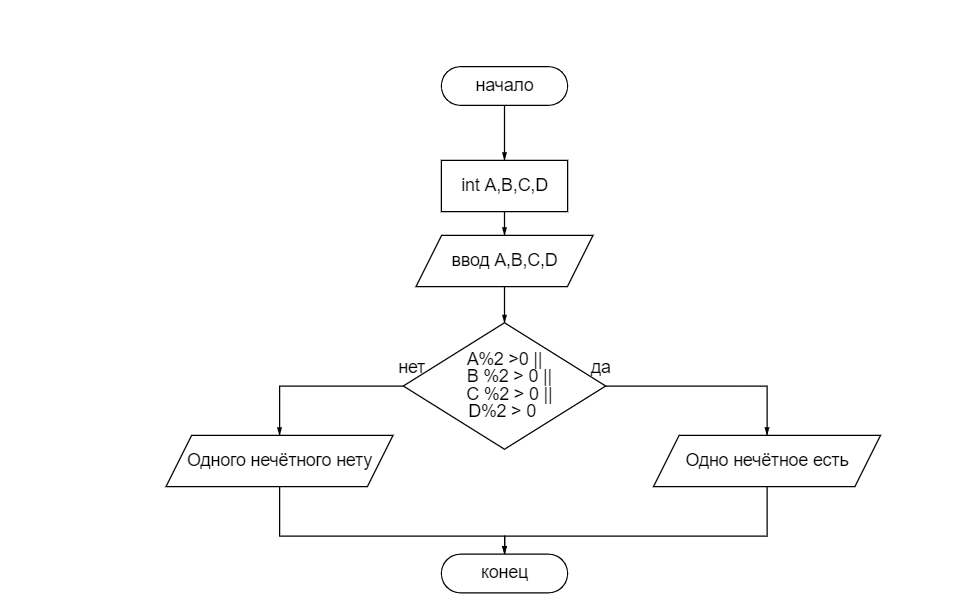 начало
int A,B,C,D
ввод A,B,C,D
нет
да
A%2 >0 ||
B %2 > 0 ||
C %2 > 0 ||
D%2 > 0
Одного нечётного нету
Одно нечётное есть
конец